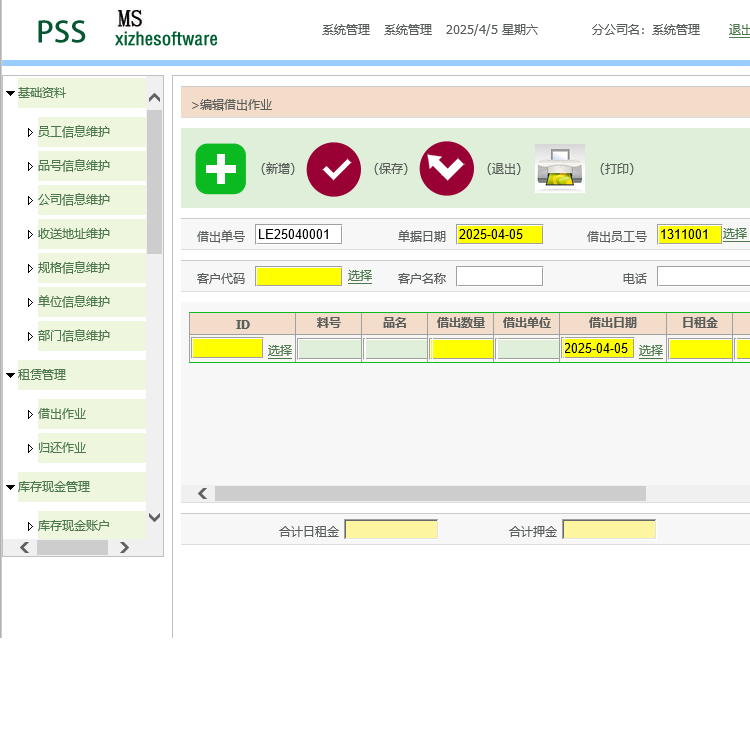 PSS MS
xizhesoftware
系统管理 系统管理 2025/4/5 星期六 分公司名: 系统管理 退出
基础资料
员工信息维护
品号信息维护
公司信息维护
收送地址维护
规格信息维护
单位信息维护
部门信息维护
租赁管理
借出作业
归还作业
库存现金管理
库存现金账户
>编辑借出作业
(新增) (保存) (退出) (打印)
借出单号 LE25040001 单据日期 2025-04-05 借出员工号 1311001 选择
客户代码 选择 客户名称 电话
ID 料号 品名 借出数量 借出单位 借出日期 日租金
选择 2025-04-05 选择
合计日租金 合计押金